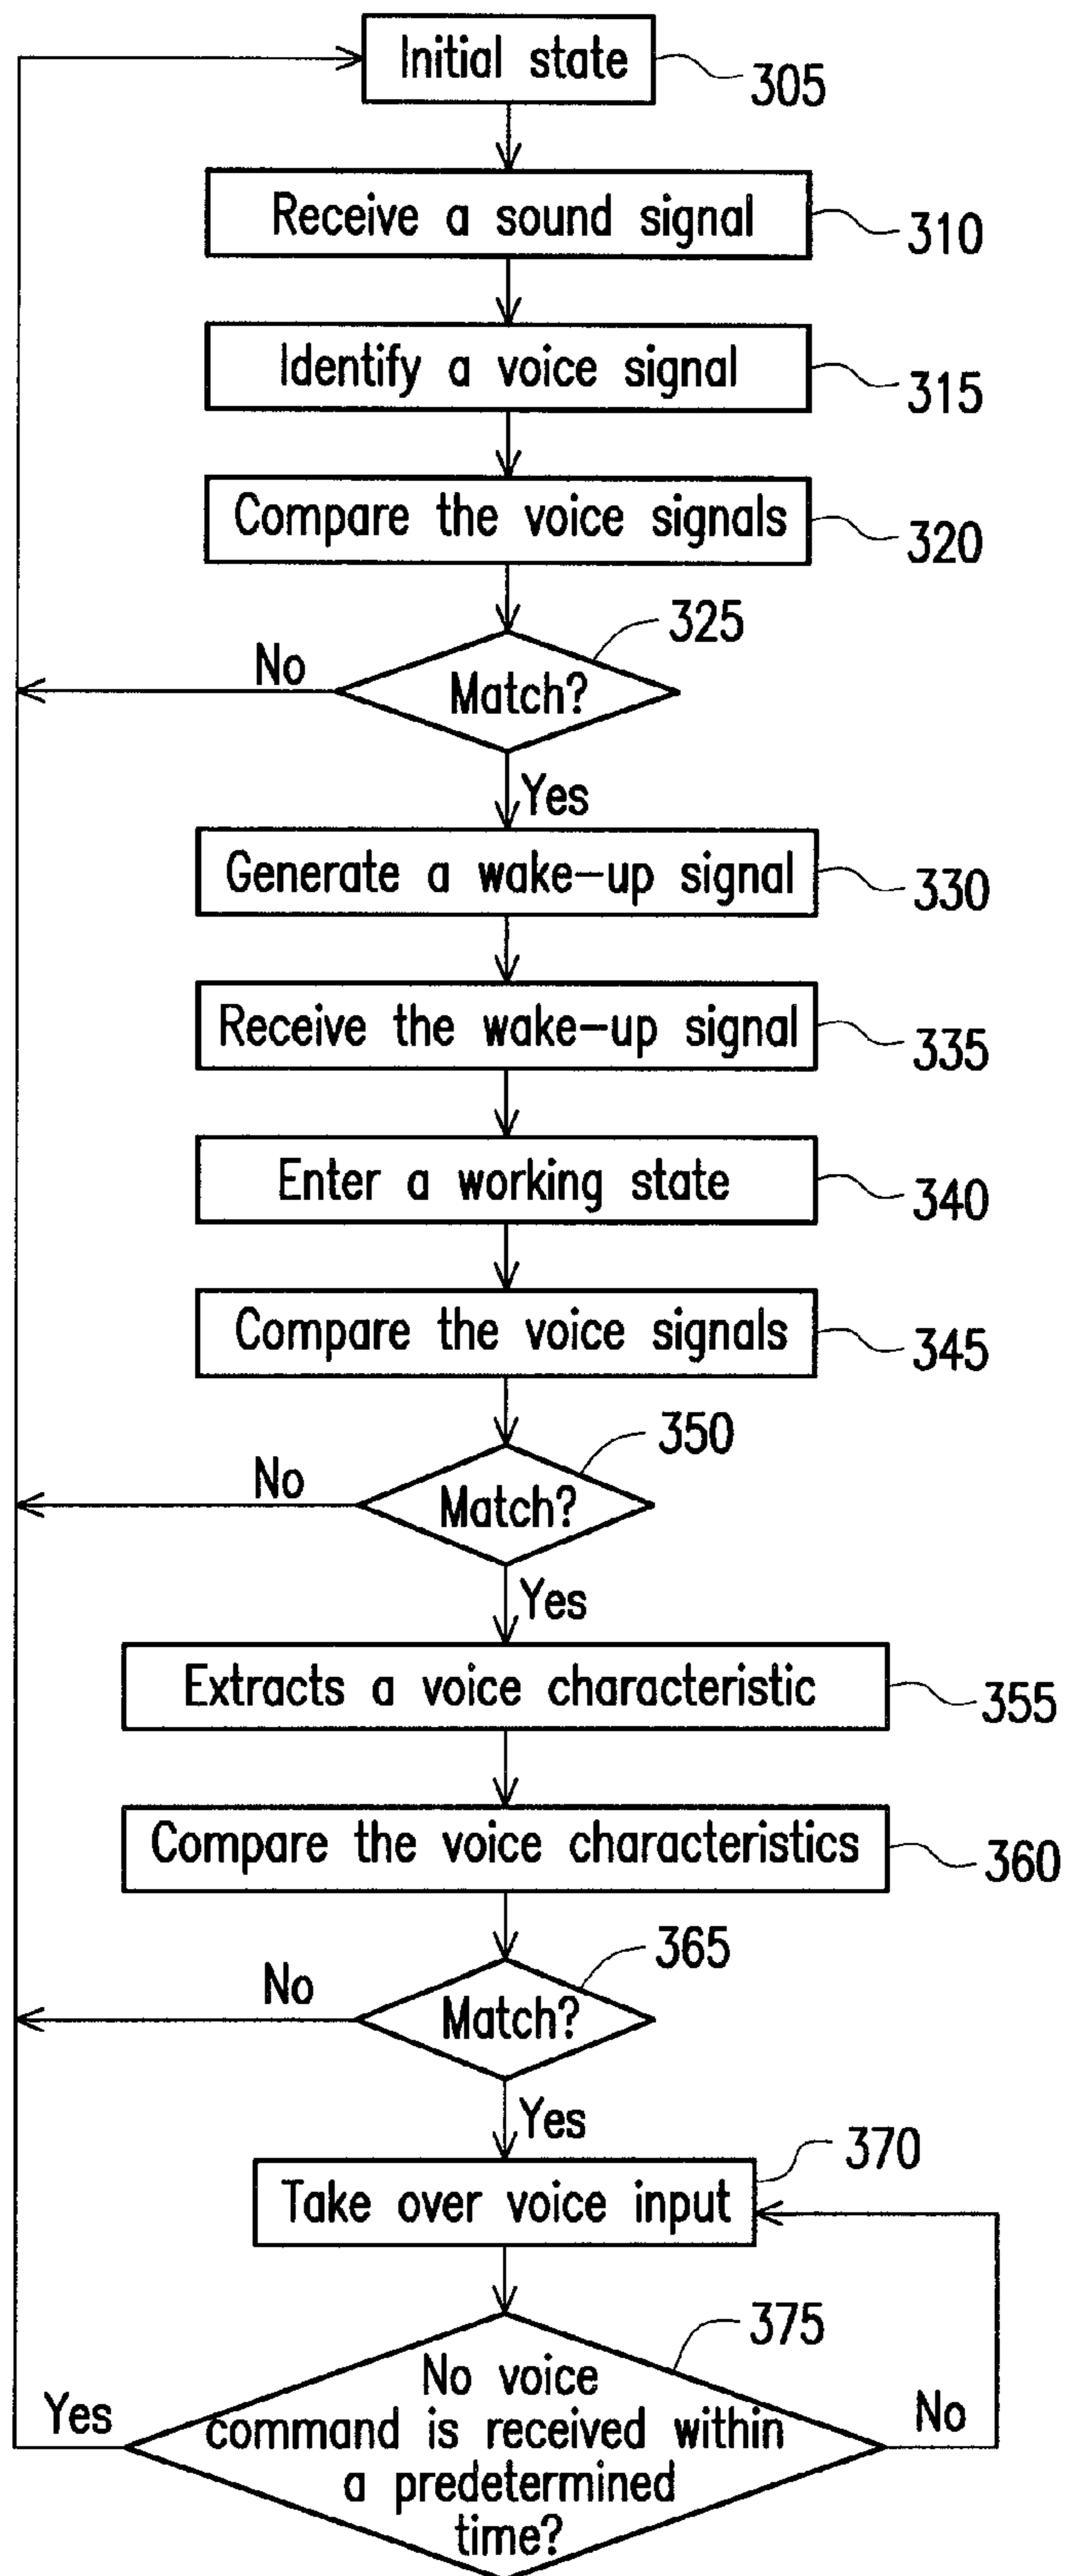 Initial state
305
Receive a sound signal
310
Identify a voice signal
315
Compare the voice signals
320
325
No
Match?
Yes
Generate a wake-up signal
330
Receive the wake-up signal
335
Enter a working state
340
Compare the voice signals
345
350
No
Match?
Yes
Extracts a voice characteristic
355
Compare the voice characteristics
360
365
No
Match?
Yes
370
Take over voice input
375
Yes
No voice
command is received within
a predetermined
time?
No